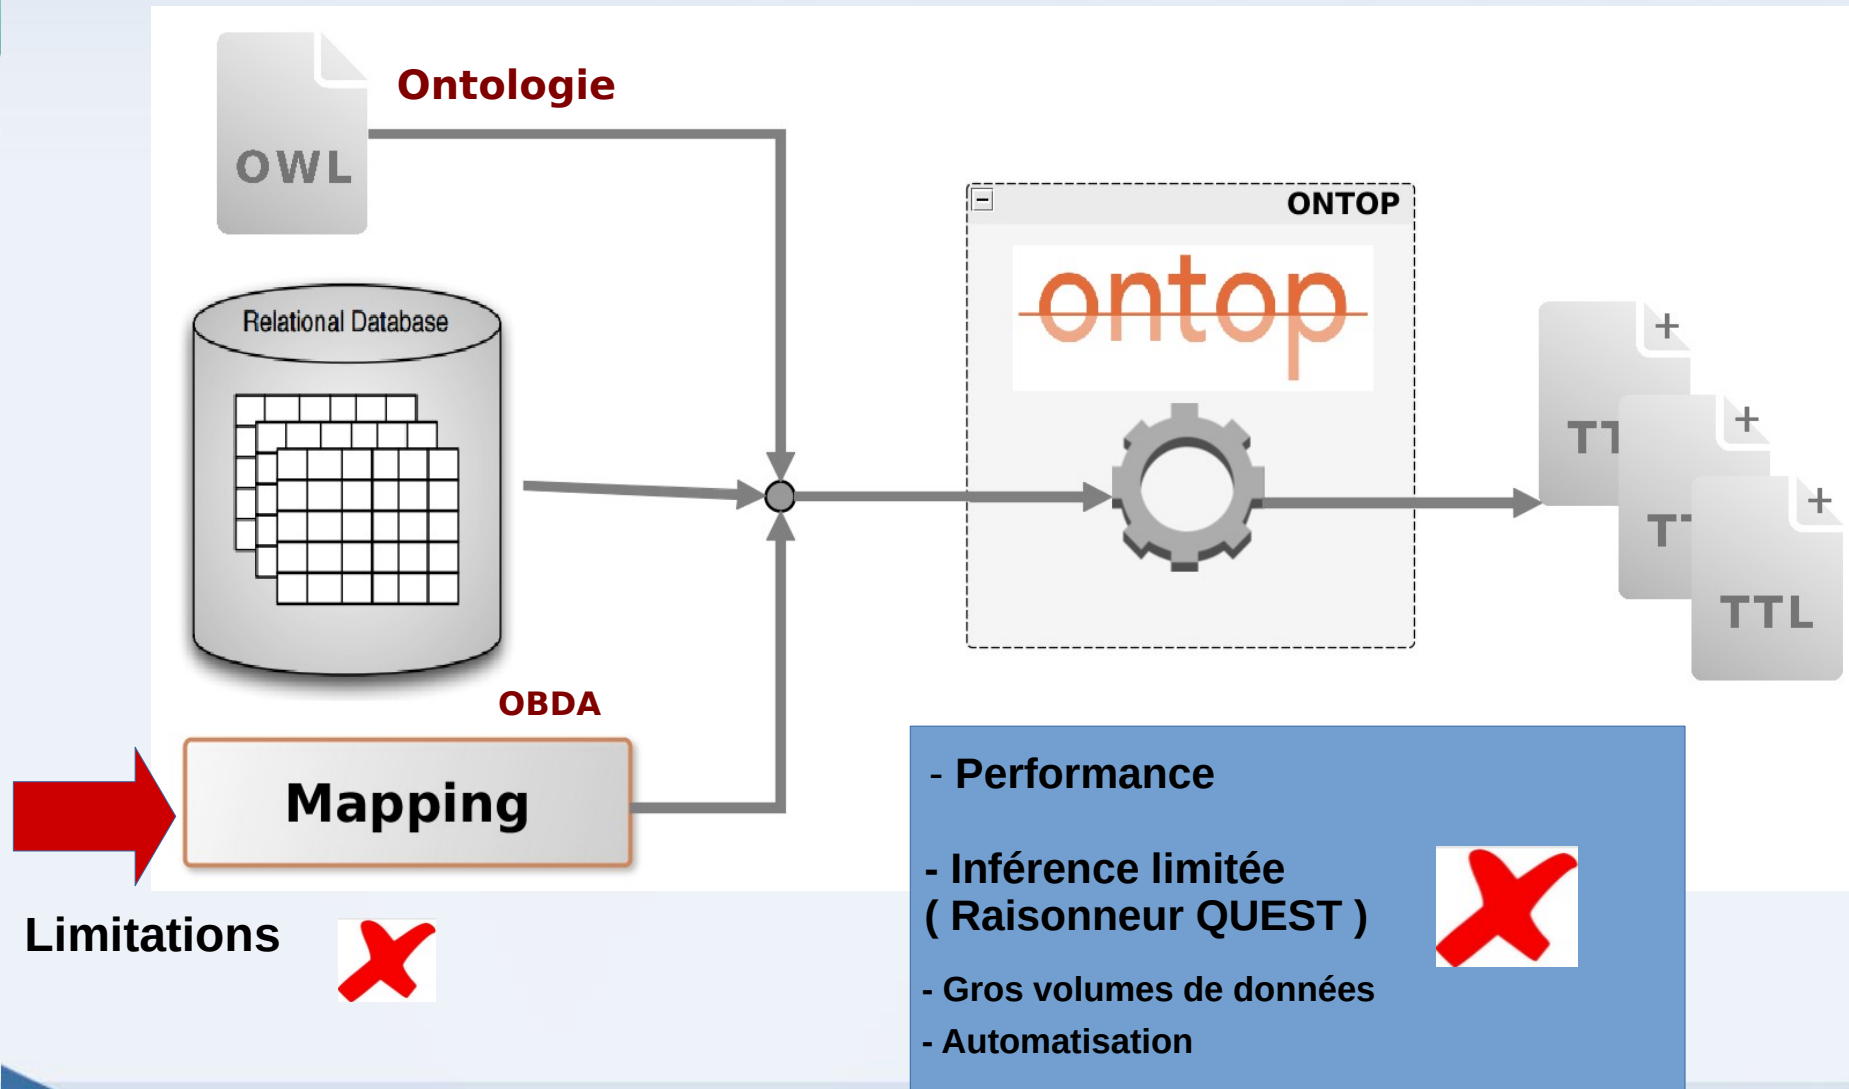 Ontologie
OWL
ONTOP
ontop
Relational Database
TTL
OBDA
Mapping
Limitations
- Performance
- Inférence limitée
( Raisonneur QUEST )
- Gros volumes de données
- Automatisation